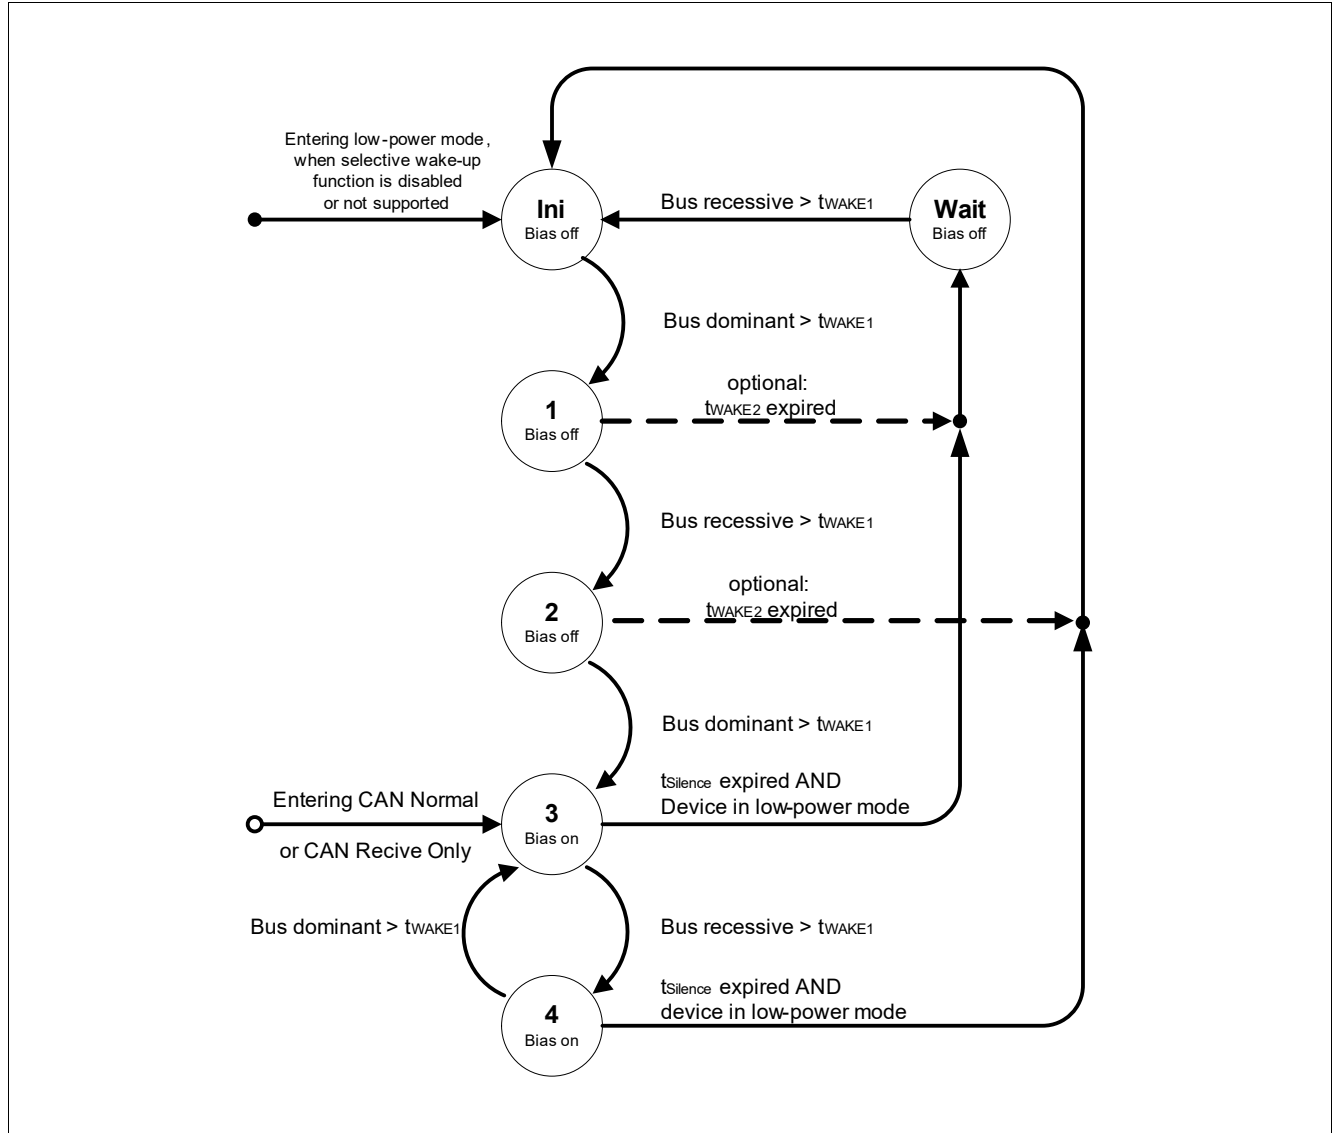 Entering low-power mode,
when selective wake-up
function is disabled
or not supported
Ini
Bias off
Bus recessive > tWAKE1
Wait
Bias off
Bus dominant > tWAKE1
1
Bias off
optional:
tWAKE2 expired
Bus recessive > tWAKE1
2
Bias off
optional:
tWAKE2 expired
Bus dominant > tWAKE1
tSilence expired AND
Device in low-power mode
Entering CAN Normal
or CAN Recive Only
3
Bias on
Bus dominant > tWAKE1
Bus recessive > tWAKE1
tSilence expired AND
device in low-power mode
4
Bias on